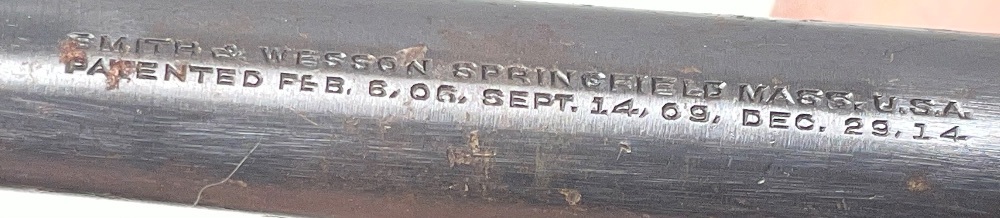 SMITH & WESSON SPRINGFIELD MASS. U.S.A.
PATENTED FEB. 6, 06, SEPT. 14, 09, DEC. 29, 14